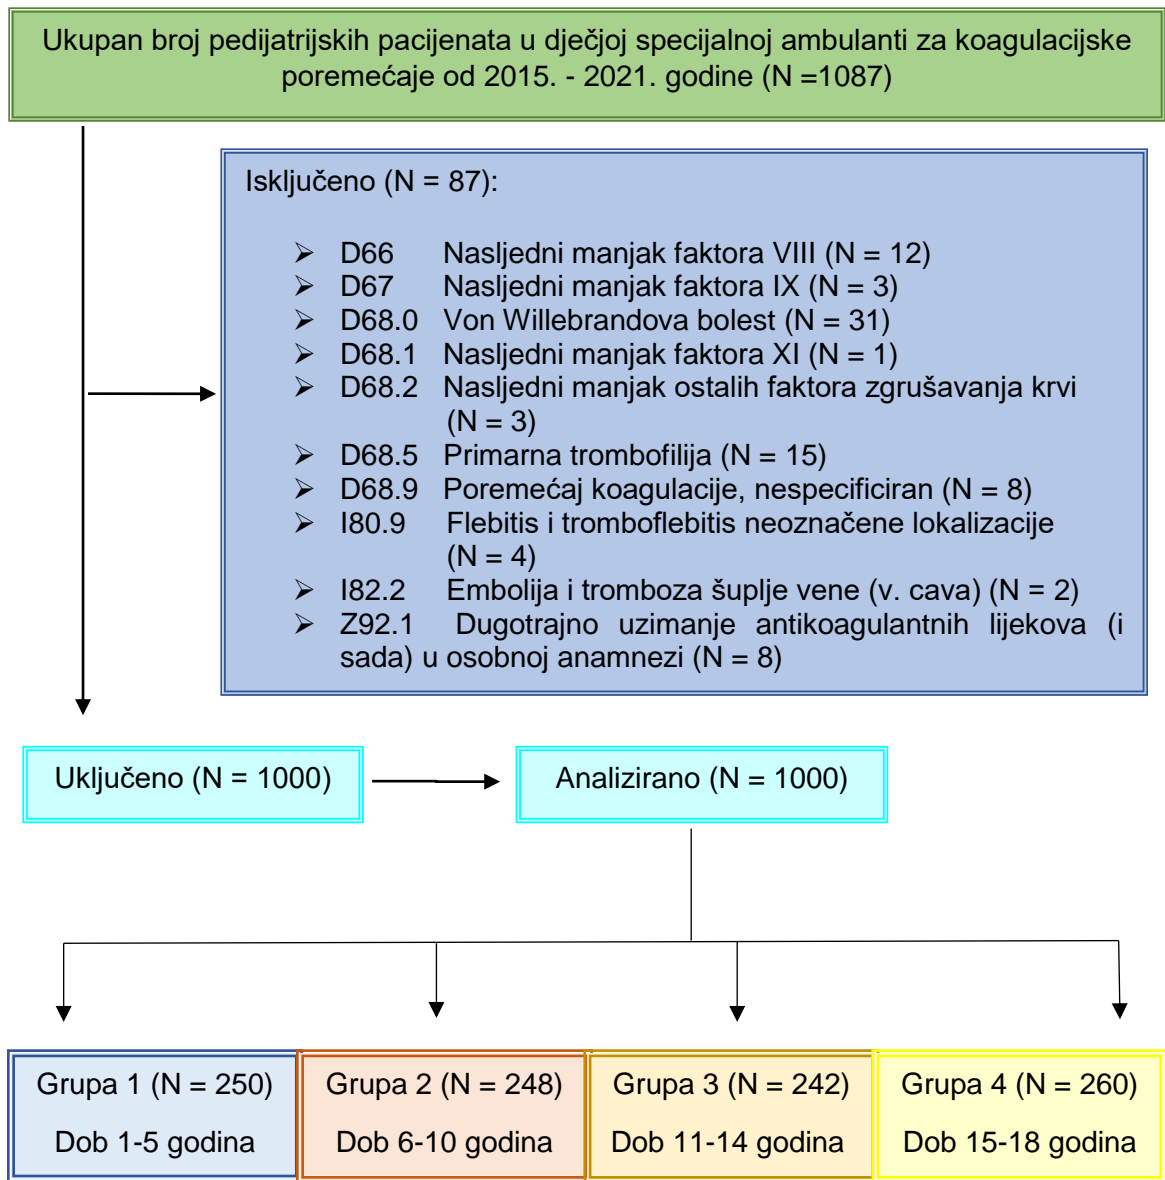 Ukupan broj pedijatrijskih pacijenata u dječjoj specijalnoj ambulanti za koagulacijske
poremećaje od 2015. - 2021. godine (N =1087)
Isključeno (N = 87):
➢ D66 Nasljedni manjak faktora VIII (N = 12)
➢ D67 Nasljedni manjak faktora IX (N = 3)
➢ D68.0 Von Willebrandova bolest (N = 31)
➢ D68.1 Nasljedni manjak faktora XI (N = 1)
➢ D68.2 Nasljedni manjak ostalih faktora zgrušavanja krvi
(N = 3)
➢ D68.5 Primarna trombofilija (N = 15)
➢ D68.9 Poremećaj koagulacije, nespecificiran (N = 8)
➢ I80.9 Flebitis i tromboflebitis neoznačene lokalizacije
(N = 4)
➢ I82.2 Embolija i tromboza šuplje vene (v. cava) (N = 2)
➢ Z92.1 Dugotrajno uzimanje antikoagulantnih lijekova (i
sada) u osobnoj anamnezi (N = 8)
Uključeno (N = 1000)
Analizirano (N = 1000)
Grupa 1 (N = 250)
Dob 1-5 godina
Grupa 2 (N = 248)
Dob 6-10 godina
Grupa 3 (N = 242)
Dob 11-14 godina
Grupa 4 (N = 260)
Dob 15-18 godina